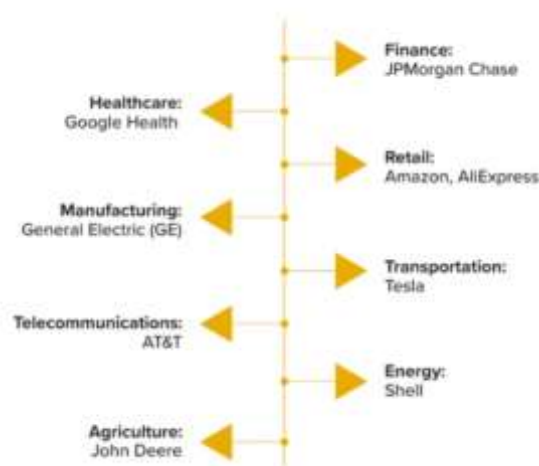 Finance:
JPMorgan Chase
Healthcare:
Google Health
Retail:
Amazon, AliExpress
Manufacturing:
General Electric (GE)
Transportation:
Tesla
Telecommunications:
AT&T
Energy:
Shell
Agriculture:
John Deere